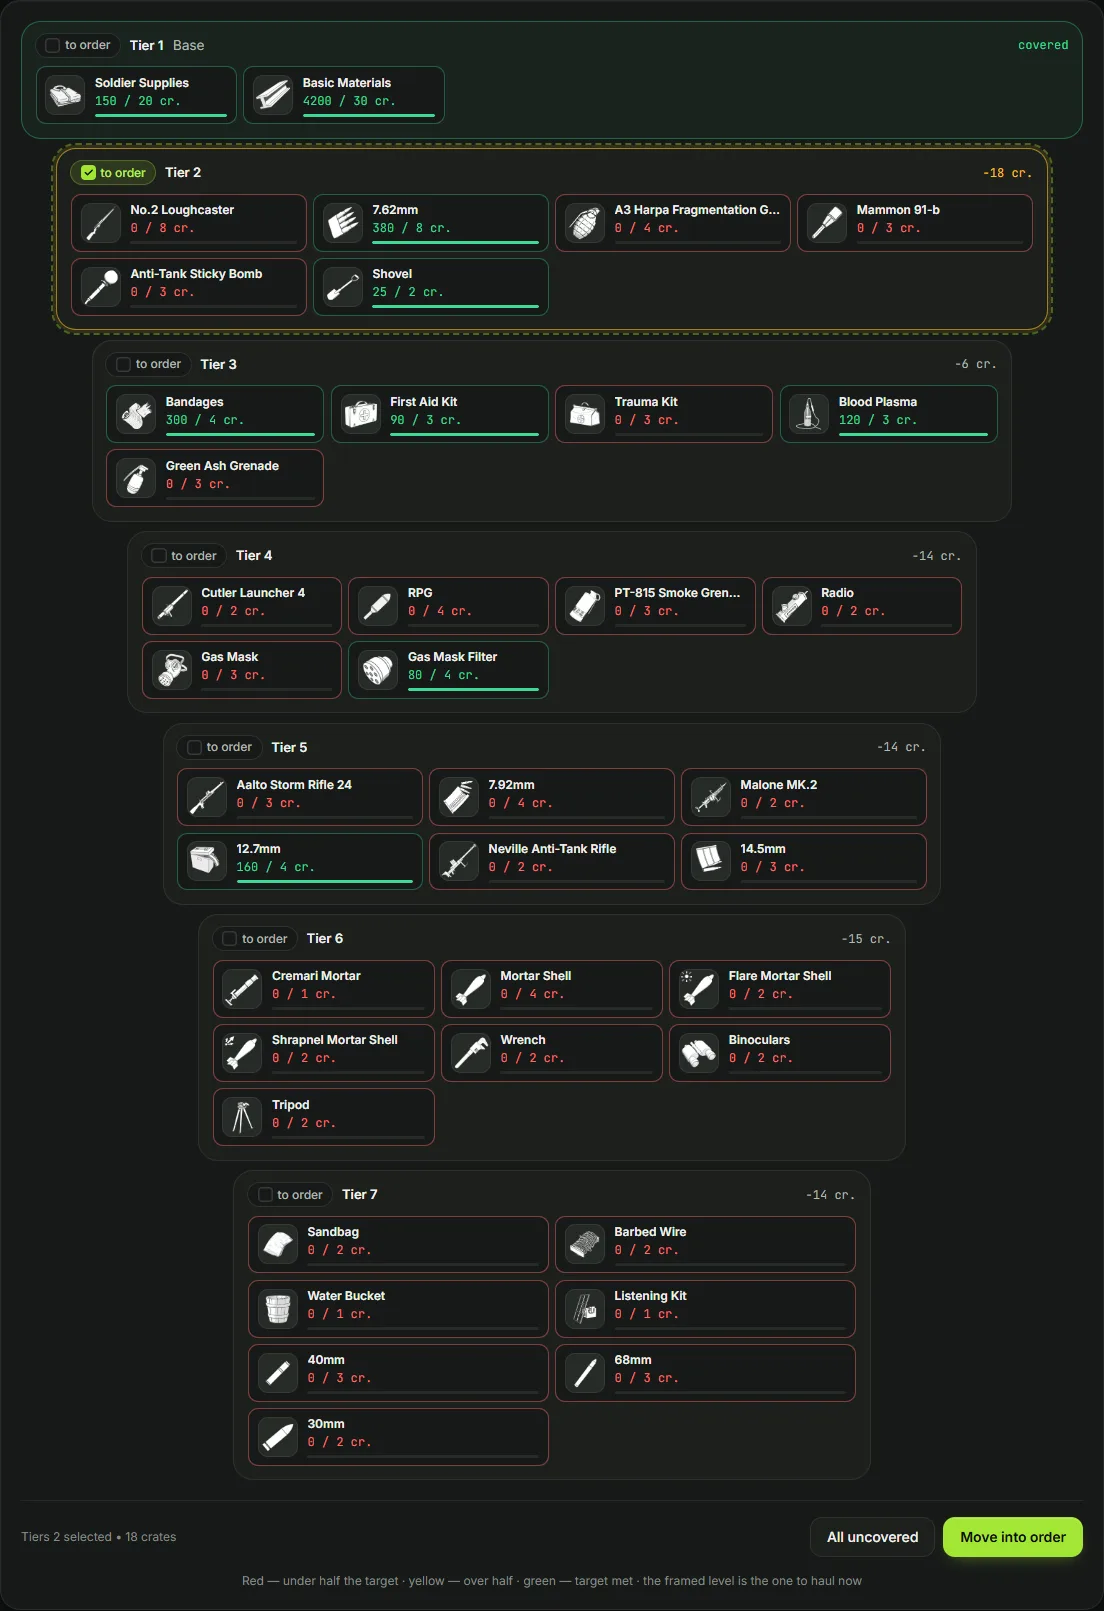 to order Tier 1 Base covered
Soldier Supplies
150 / 20 cr.
Basic Materials
4200 / 30 cr.
to order Tier 2 -18 cr.
No.2 Loughcaster
0 / 8 cr.
7.62mm
380 / 8 cr.
A3 Harpa Fragmentation G...
0 / 4 cr.
Mammon 91-b
0 / 3 cr.
Anti-Tank Sticky Bomb
0 / 3 cr.
Shovel
25 / 2 cr.
to order Tier 3 -6 cr.
Bandages
300 / 4 cr.
First Aid Kit
90 / 3 cr.
Trauma Kit
0 / 3 cr.
Blood Plasma
120 / 3 cr.
Green Ash Grenade
0 / 3 cr.
to order Tier 4 -14 cr.
Cutler Launcher 4
0 / 2 cr.
RPG
0 / 4 cr.
PT-815 Smoke Gren...
0 / 3 cr.
Radio
0 / 2 cr.
Gas Mask
0 / 3 cr.
Gas Mask Filter
80 / 4 cr.
to order Tier 5 -14 cr.
Aalto Storm Rifle 24
0 / 3 cr.
7.92mm
0 / 4 cr.
Malone MK.2
0 / 2 cr.
12.7mm
160 / 4 cr.
Neville Anti-Tank Rifle
0 / 2 cr.
14.5mm
0 / 3 cr.
to order Tier 6 -15 cr.
Cremari Mortar
0 / 1 cr.
Mortar Shell
0 / 4 cr.
Flare Mortar Shell
0 / 2 cr.
Shrapnel Mortar Shell
0 / 2 cr.
Wrench
0 / 2 cr.
Binoculars
0 / 2 cr.
Tripod
0 / 2 cr.
to order Tier 7 -14 cr.
Sandbag
0 / 2 cr.
Barbed Wire
0 / 2 cr.
Water Bucket
0 / 1 cr.
Listening Kit
0 / 1 cr.
40mm
0 / 3 cr.
68mm
0 / 3 cr.
30mm
0 / 2 cr.
Tiers 2 selected • 18 crates All uncovered Move into order
Red — under half the target · yellow — over half · green — target met · the framed level is the one to haul now